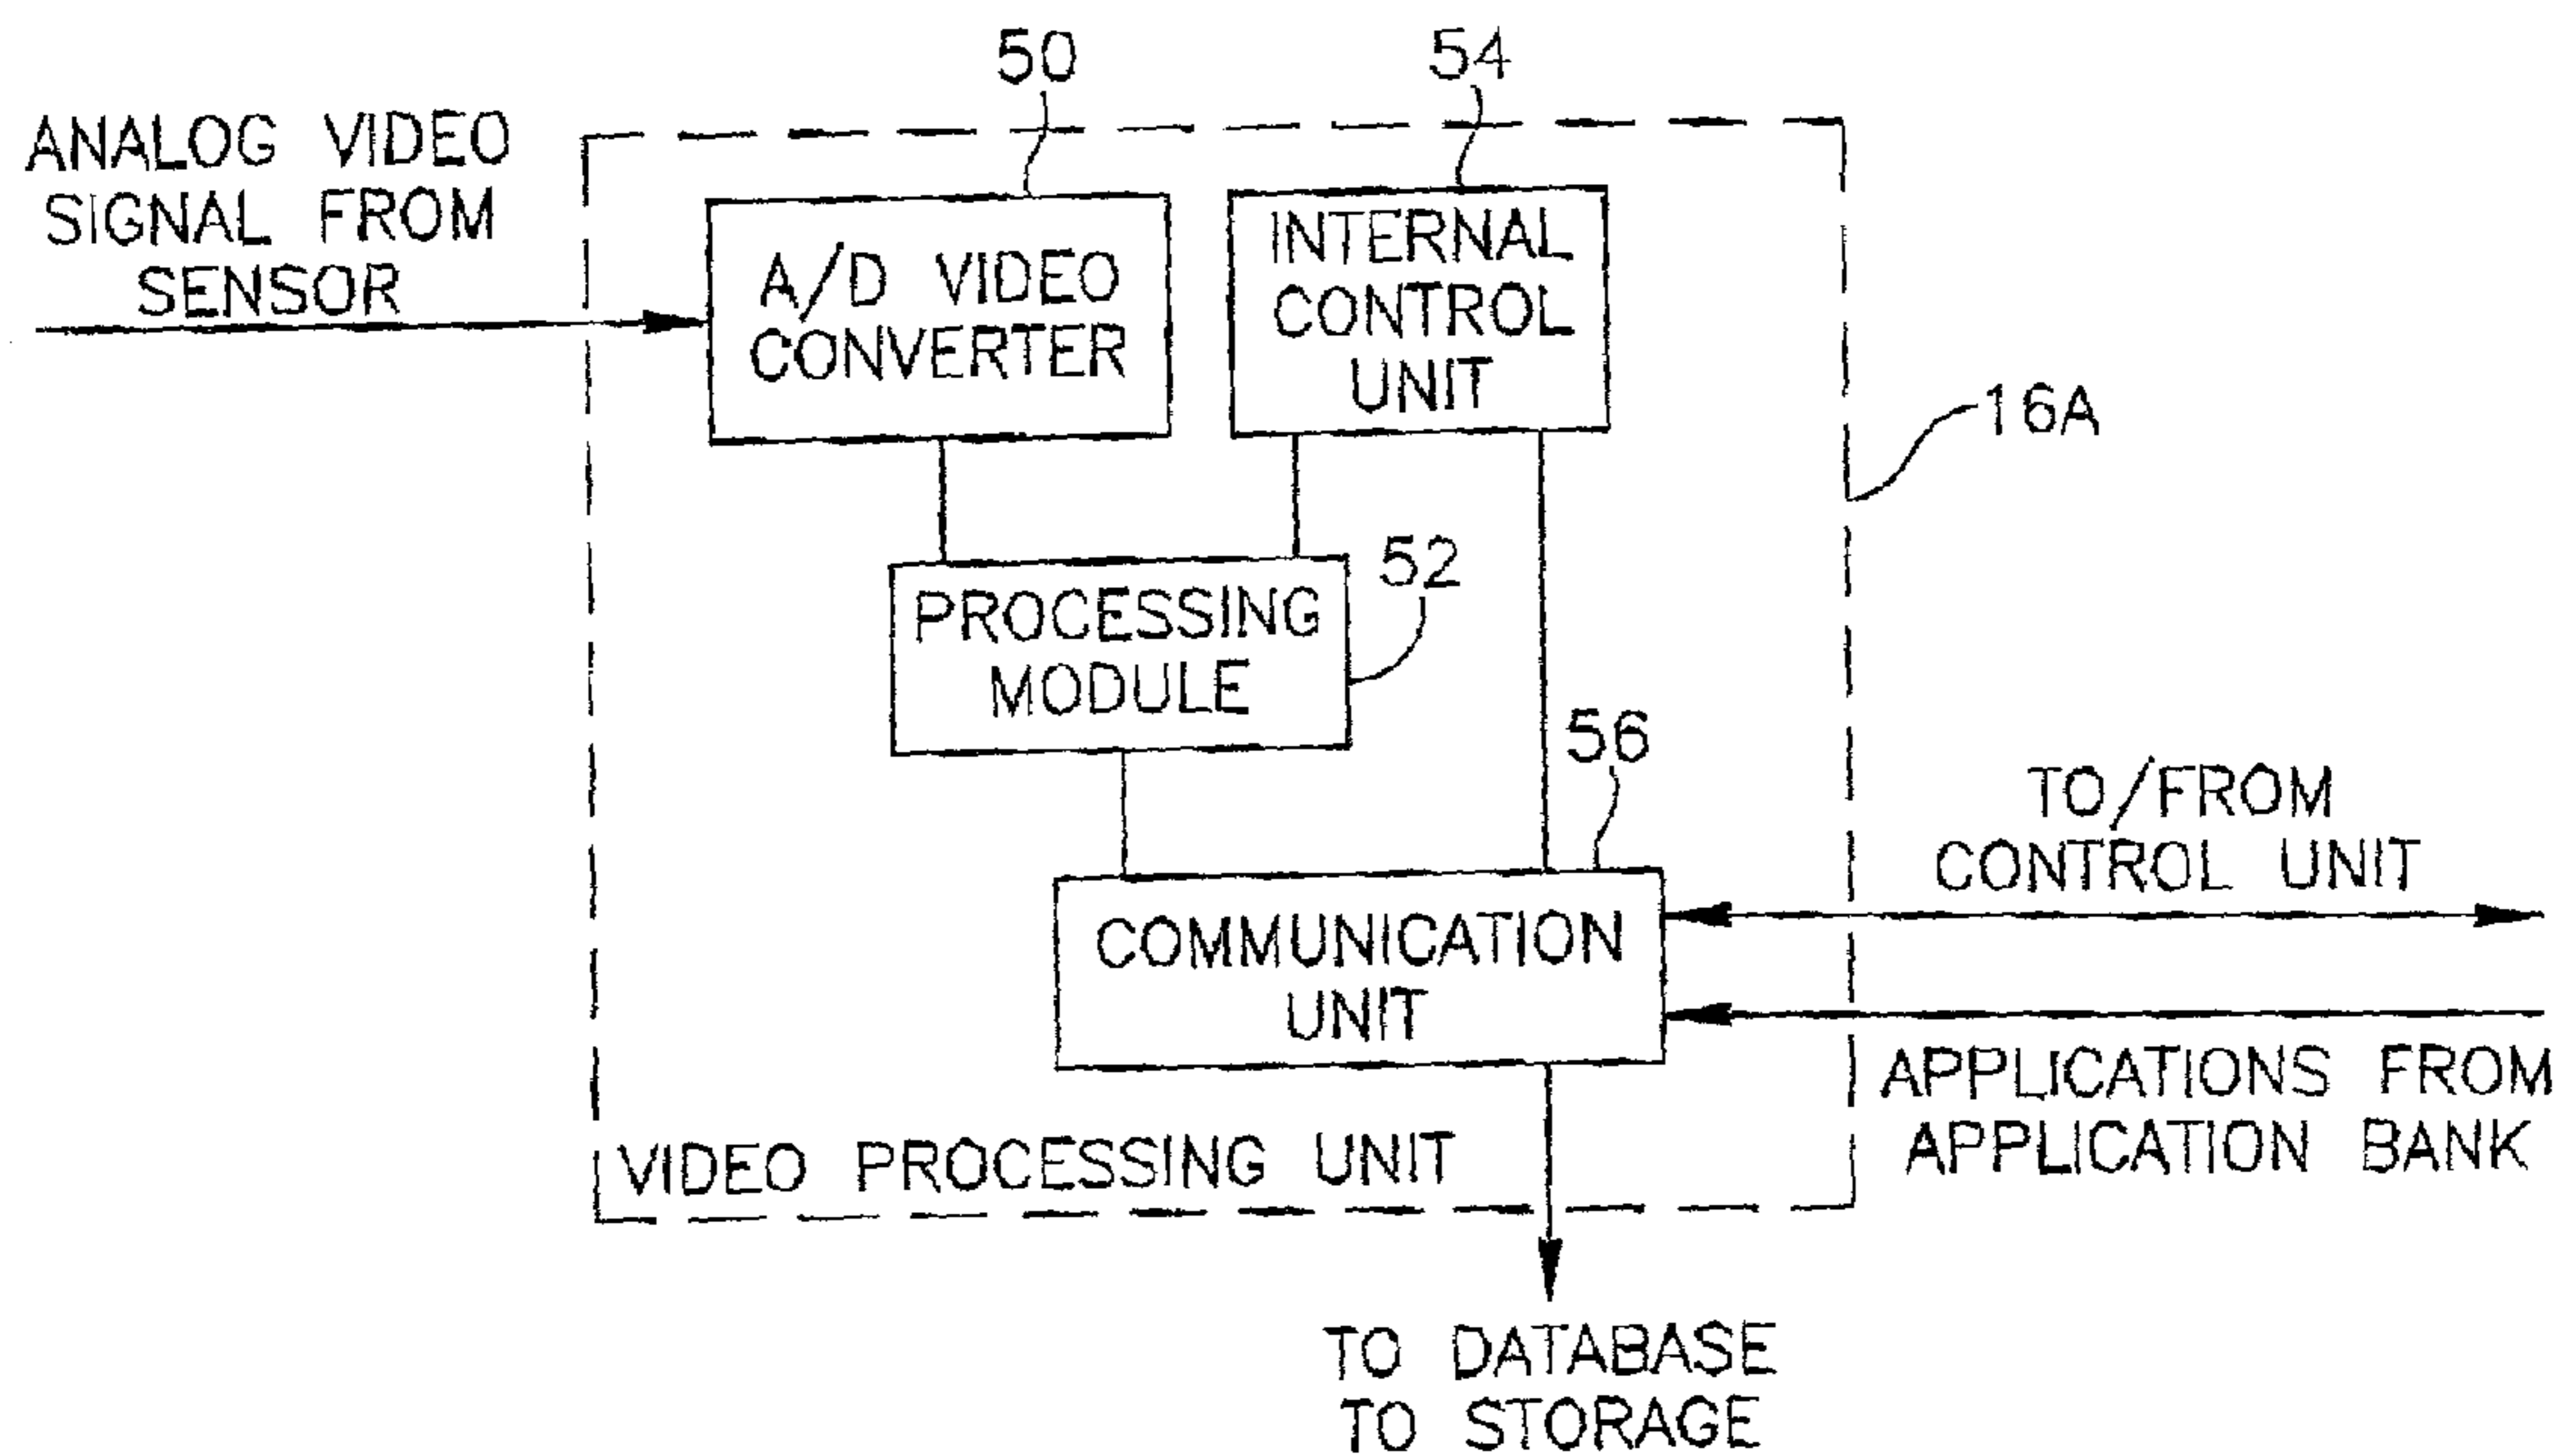 50
54
ANALOG VIDEO
SIGNAL FROM
SENSOR
A/D VIDEO
CONVERTER
INTERNAL
CONTROL
UNIT
16A
52
PROCESSING
MODULE
56
TO/FROM
CONTROL UNIT
COMMUNICATION
UNIT
APPLICATIONS FROM
APPLICATION BANK
VIDEO PROCESSING UNIT
TO DATABASE
TO STORAGE